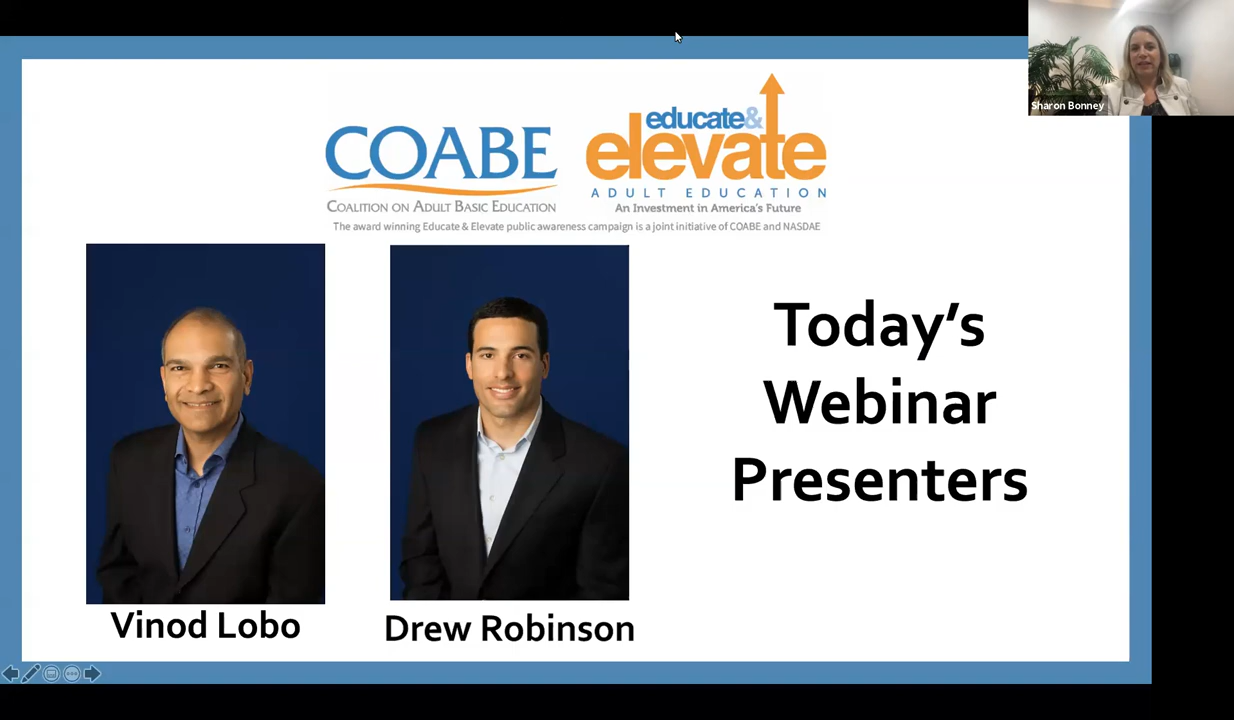 Sharon Bonney
COABE
COALITION ON ADULT BASIC EDUCATION
educate&
elevate
ADULT EDUCATION
An Investment in America's Future
The award winning Educate & Elevate public awareness campaign is a joint initiative of COABE and NASDAE
Today's
Webinar
Presenters
Vinod Lobo
Drew Robinson